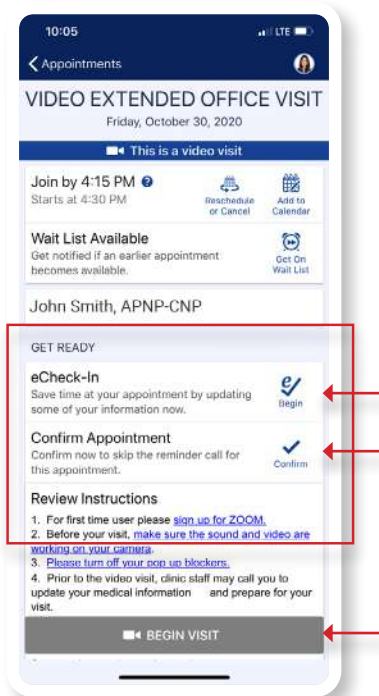 10:05
LTE
Appointments
VIDEO EXTENDED OFFICE VISIT
Friday, October 30, 2020
This is a video visit
Join by 4:15 PM
Starts at 4:30 PM
Reschedule
or Cancel
Add to
Calendar
Wait List Available
Get notified if an earlier appointment
becomes available.
Get On
Wait List
John Smith, APNP-CNP
GET READY
eCheck-In
Save time at your appointment by updating
some of your information now.
Begin
Confirm Appointment
Confirm now to skip the reminder call for
this appointment.
Confirm
Review Instructions
1. For first time user please sign up for ZOOM.
2. Before your visit, make sure the sound and video are
working on your camera.
3. Please turn off your pop up blockers.
4. Prior to the video visit, clinic staff may call you to
update your medical information and prepare for your
visit.
BEGIN VISIT